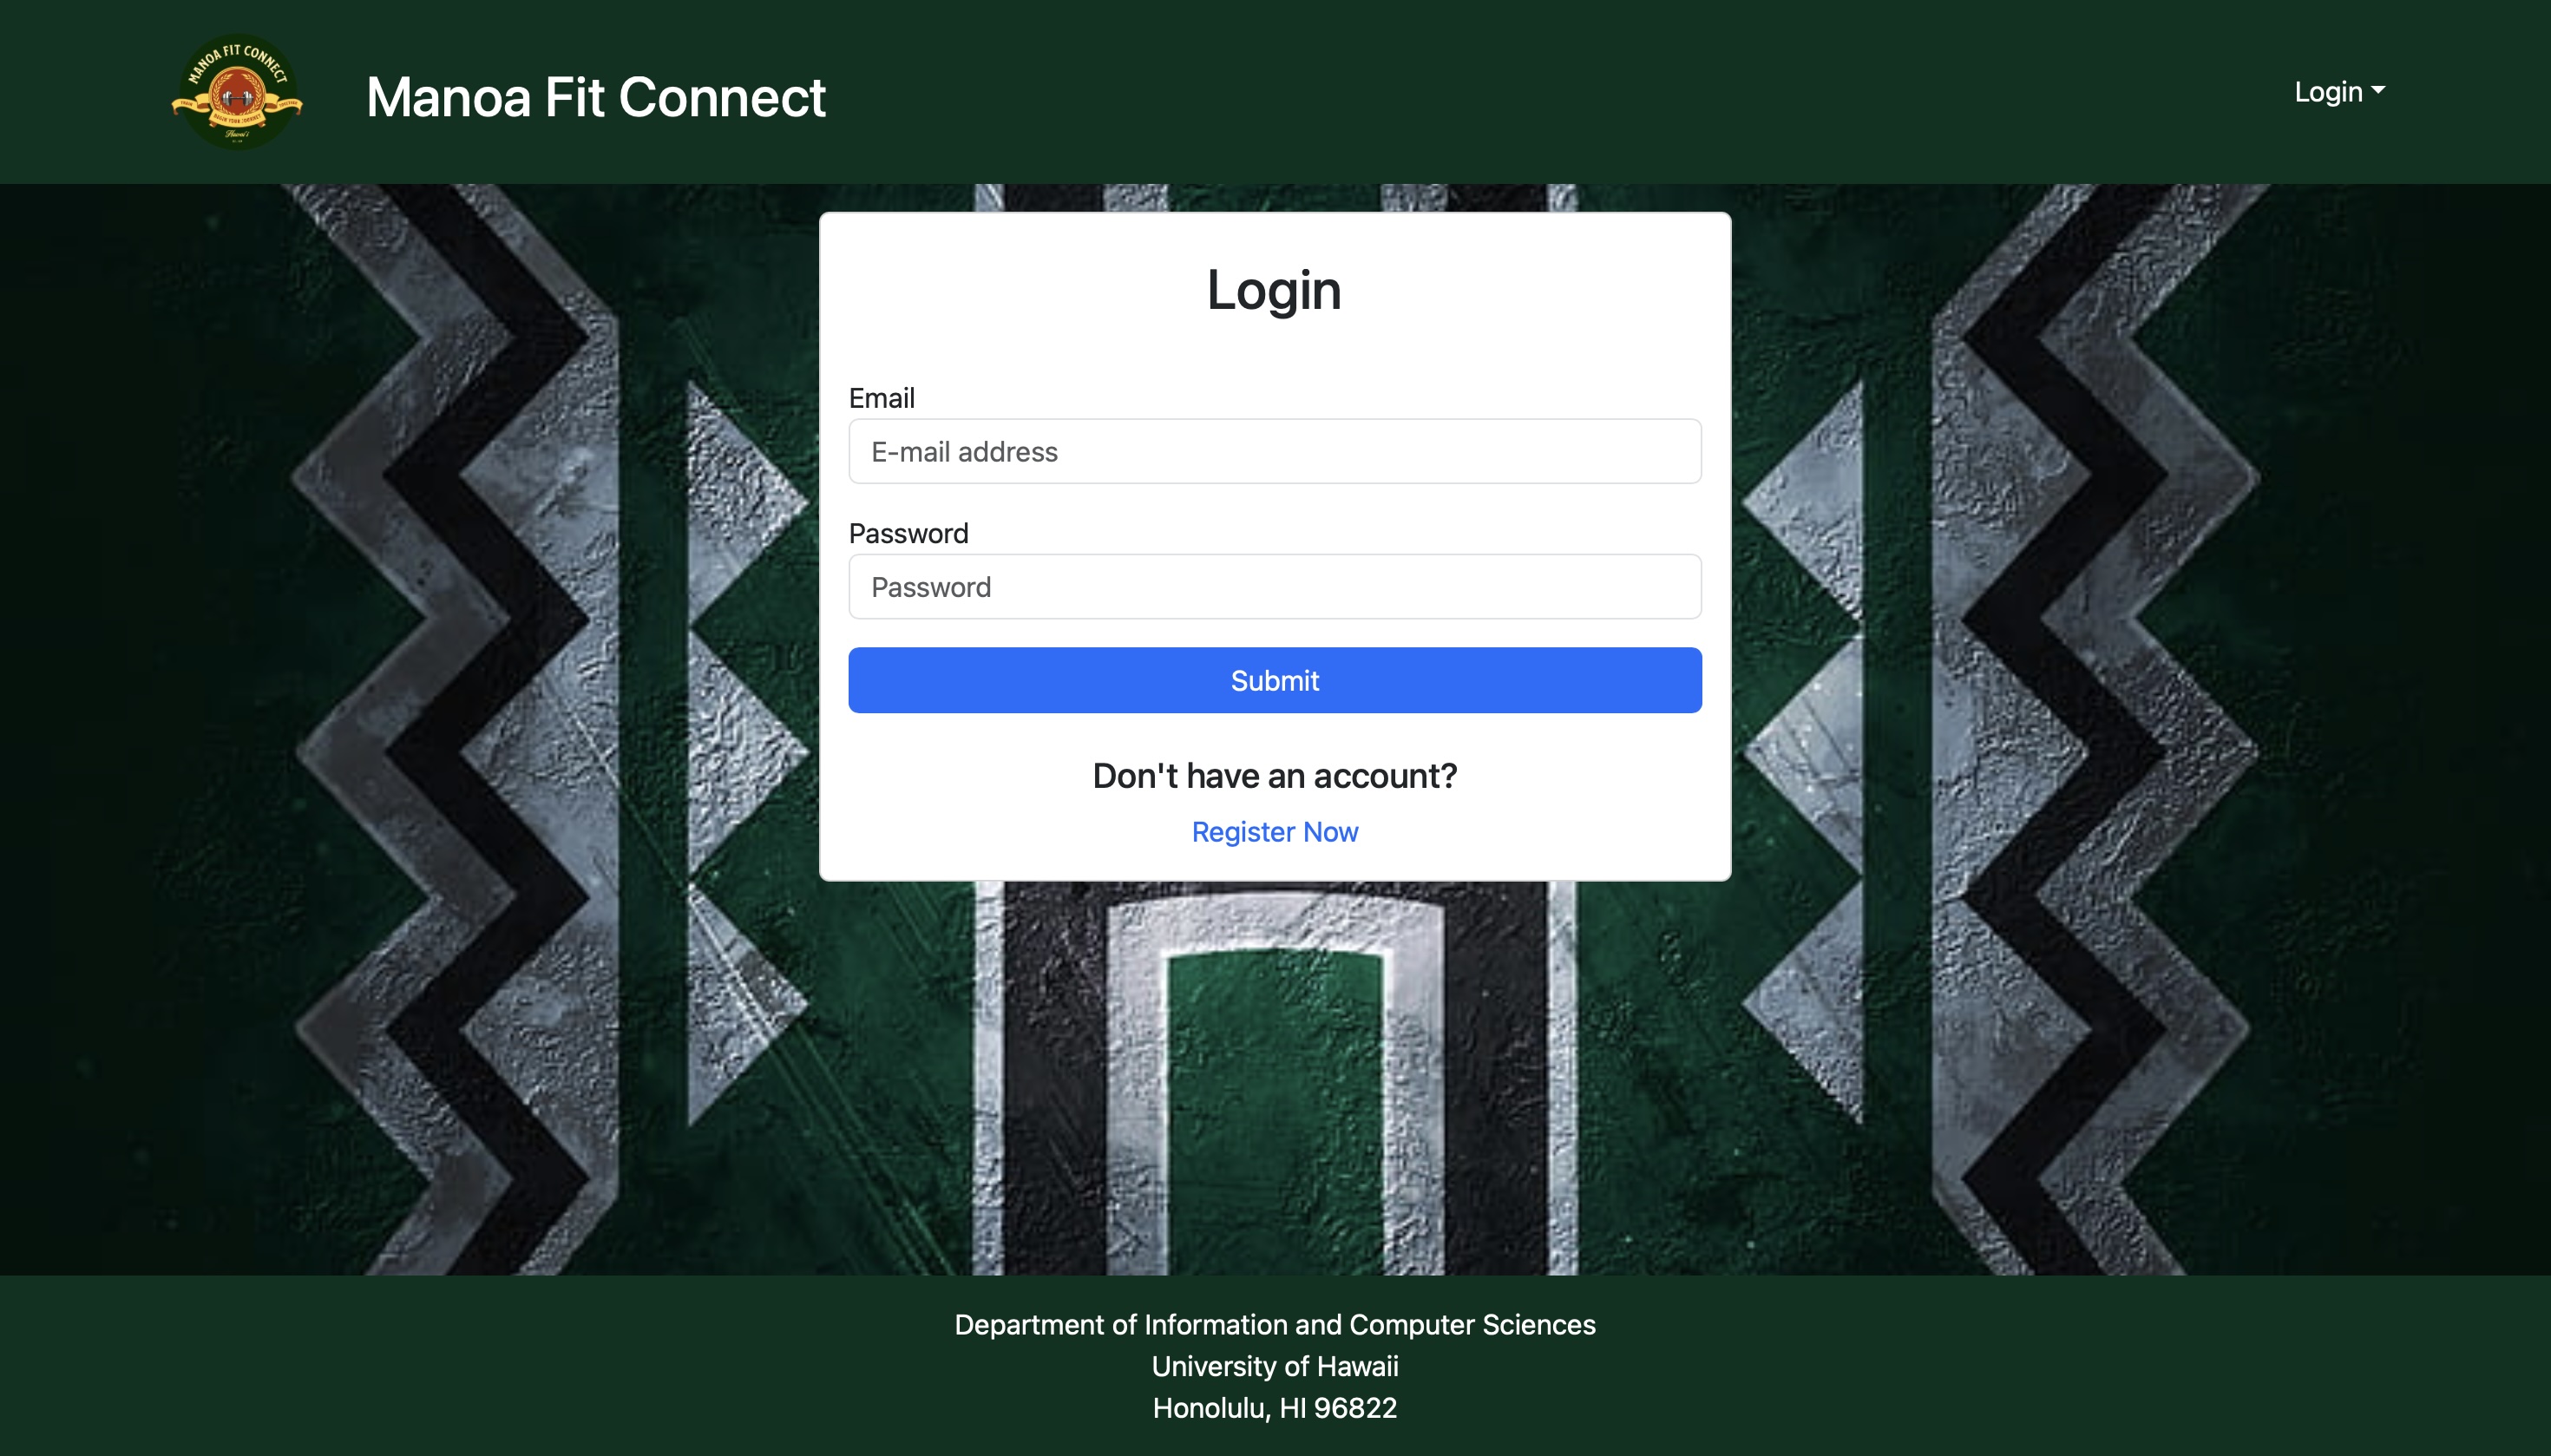 MANOA FIT CONNECT
Manoa Fit Connect
Login
Login
Email
E-mail address
Password
Password
Submit
Don't have an account?
Register Now
Department of Information and Computer Sciences
University of Hawaii
Honolulu, HI 96822